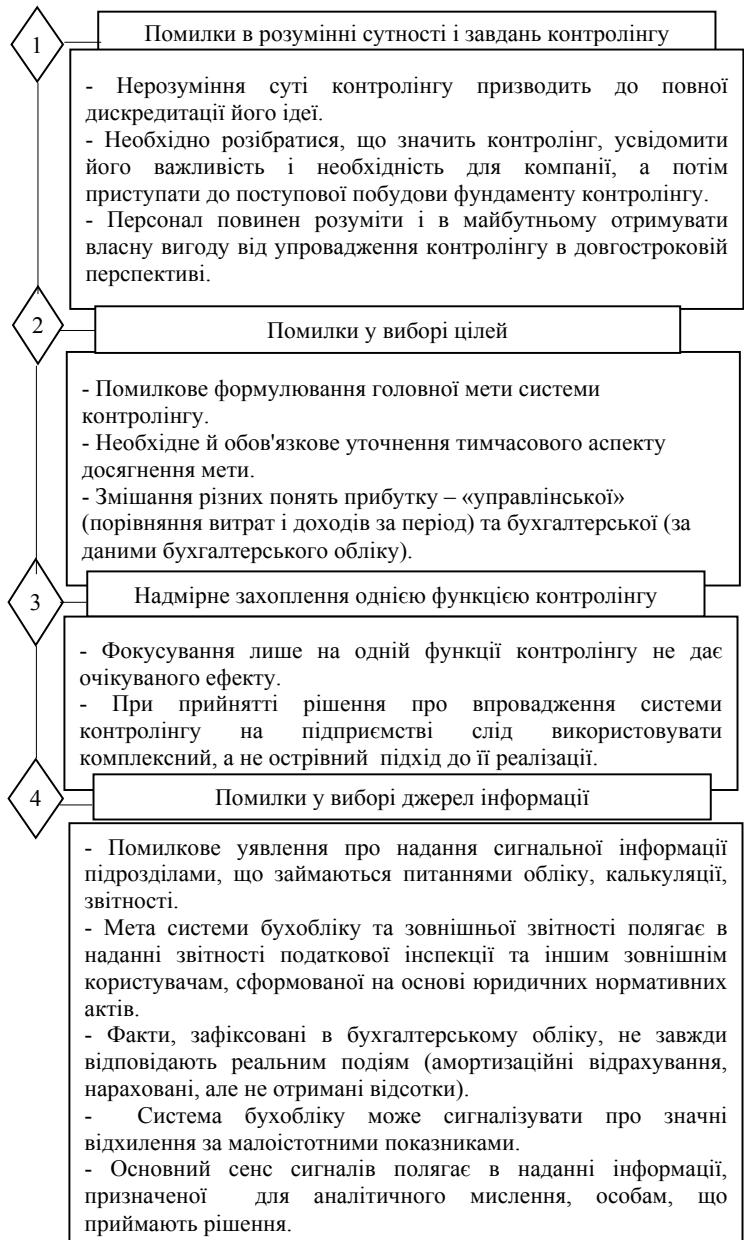 1
Помилки в розумінні сутності і завдань контролінгу
- Нерозуміння суті контролінгу призводить до повної
дискредитації його ідеї.
- Необхідно розібратися, що значить контролінг, усвідомити
його важливість і необхідність для компанії, а потім
приступати до поступової побудови фундаменту контролінгу.
- Персонал повинен розуміти і в майбутньому отримувати
власну вигоду від упровадження контролінгу в довгостроковій
перспективі.
2
Помилки у виборі цілей
- Помилкове формулювання головної мети системи
контролінгу.
- Необхідне й обов'язкове уточнення тимчасового аспекту
досягнення мети.
- Змішання різних понять прибутку – «управлінської»
(порівняння витрат і доходів за період) та бухгалтерської (за
даними бухгалтерського обліку).
3
Надмірне захоплення однією функцією контролінгу
- Фокусування лише на одній функції контролінгу не дає
очікуваного ефекту.
- При прийнятті рішення про впровадження системи
контролінгу на підприємстві слід використовувати
комплексний, а не острівний підхід до її реалізації.
4
Помилки у виборі джерел інформації
- Помилкове уявлення про надання сигнальної інформації
підрозділами, що займаються питаннями обліку, калькуляції,
звітності.
- Мета системи бухобліку та зовнішньої звітності полягає в
наданні звітності податкової інспекції та іншим зовнішнім
користувачам, сформованої на основі юридичних нормативних
актів.
- Факти, зафіксовані в бухгалтерському обліку, не завжди
відповідають реальним подіям (амортизаційні відрахування,
нараховані, але не отримані відсотки).
- Система бухобліку може сигналізувати про значні
відхилення за малоістотними показниками.
- Основний сенс сигналів полягає в наданні інформації,
призначеної для аналітичного мислення, особам, що
приймають рішення.